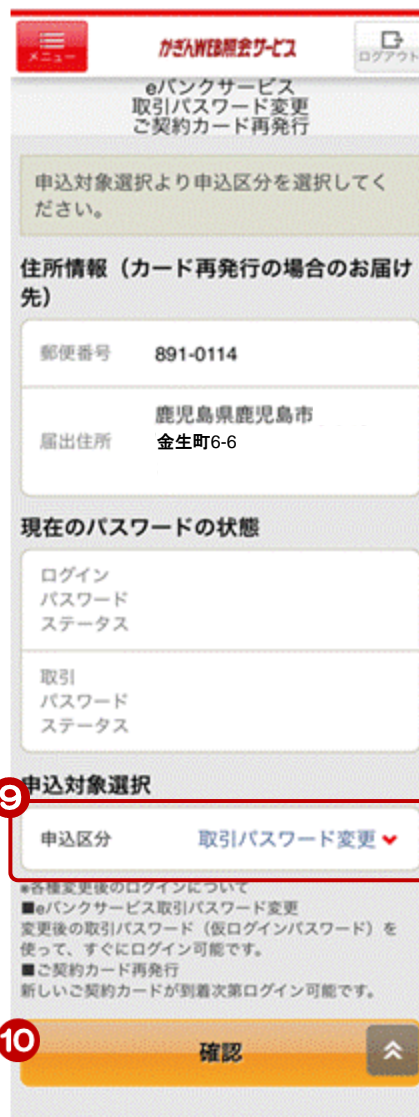 メニュー
かぎんWEB照会サービス
ログアウト
eバンクサービス
取引パスワード変更
ご契約カード再発行
申込対象選択より申込区分を選択してく
ださい。
住所情報（カード再発行の場合のお届け
先）
郵便番号 891-0114
鹿児島県鹿児島市
届出住所 金生町6-6
現在のパスワードの状態
ログイン
パスワード
ステータス
取引
パスワード
ステータス
9
申込対象選択
申込区分 取引パスワード変更
※各種変更後のログインについて
■eバンクサービス取引パスワード変更
変更後の取引パスワード（仮ログインパスワード）を
使って、すぐにログイン可能です。
■ご契約カード再発行
新しいご契約カードが到着次第ログイン可能です。
10
確認